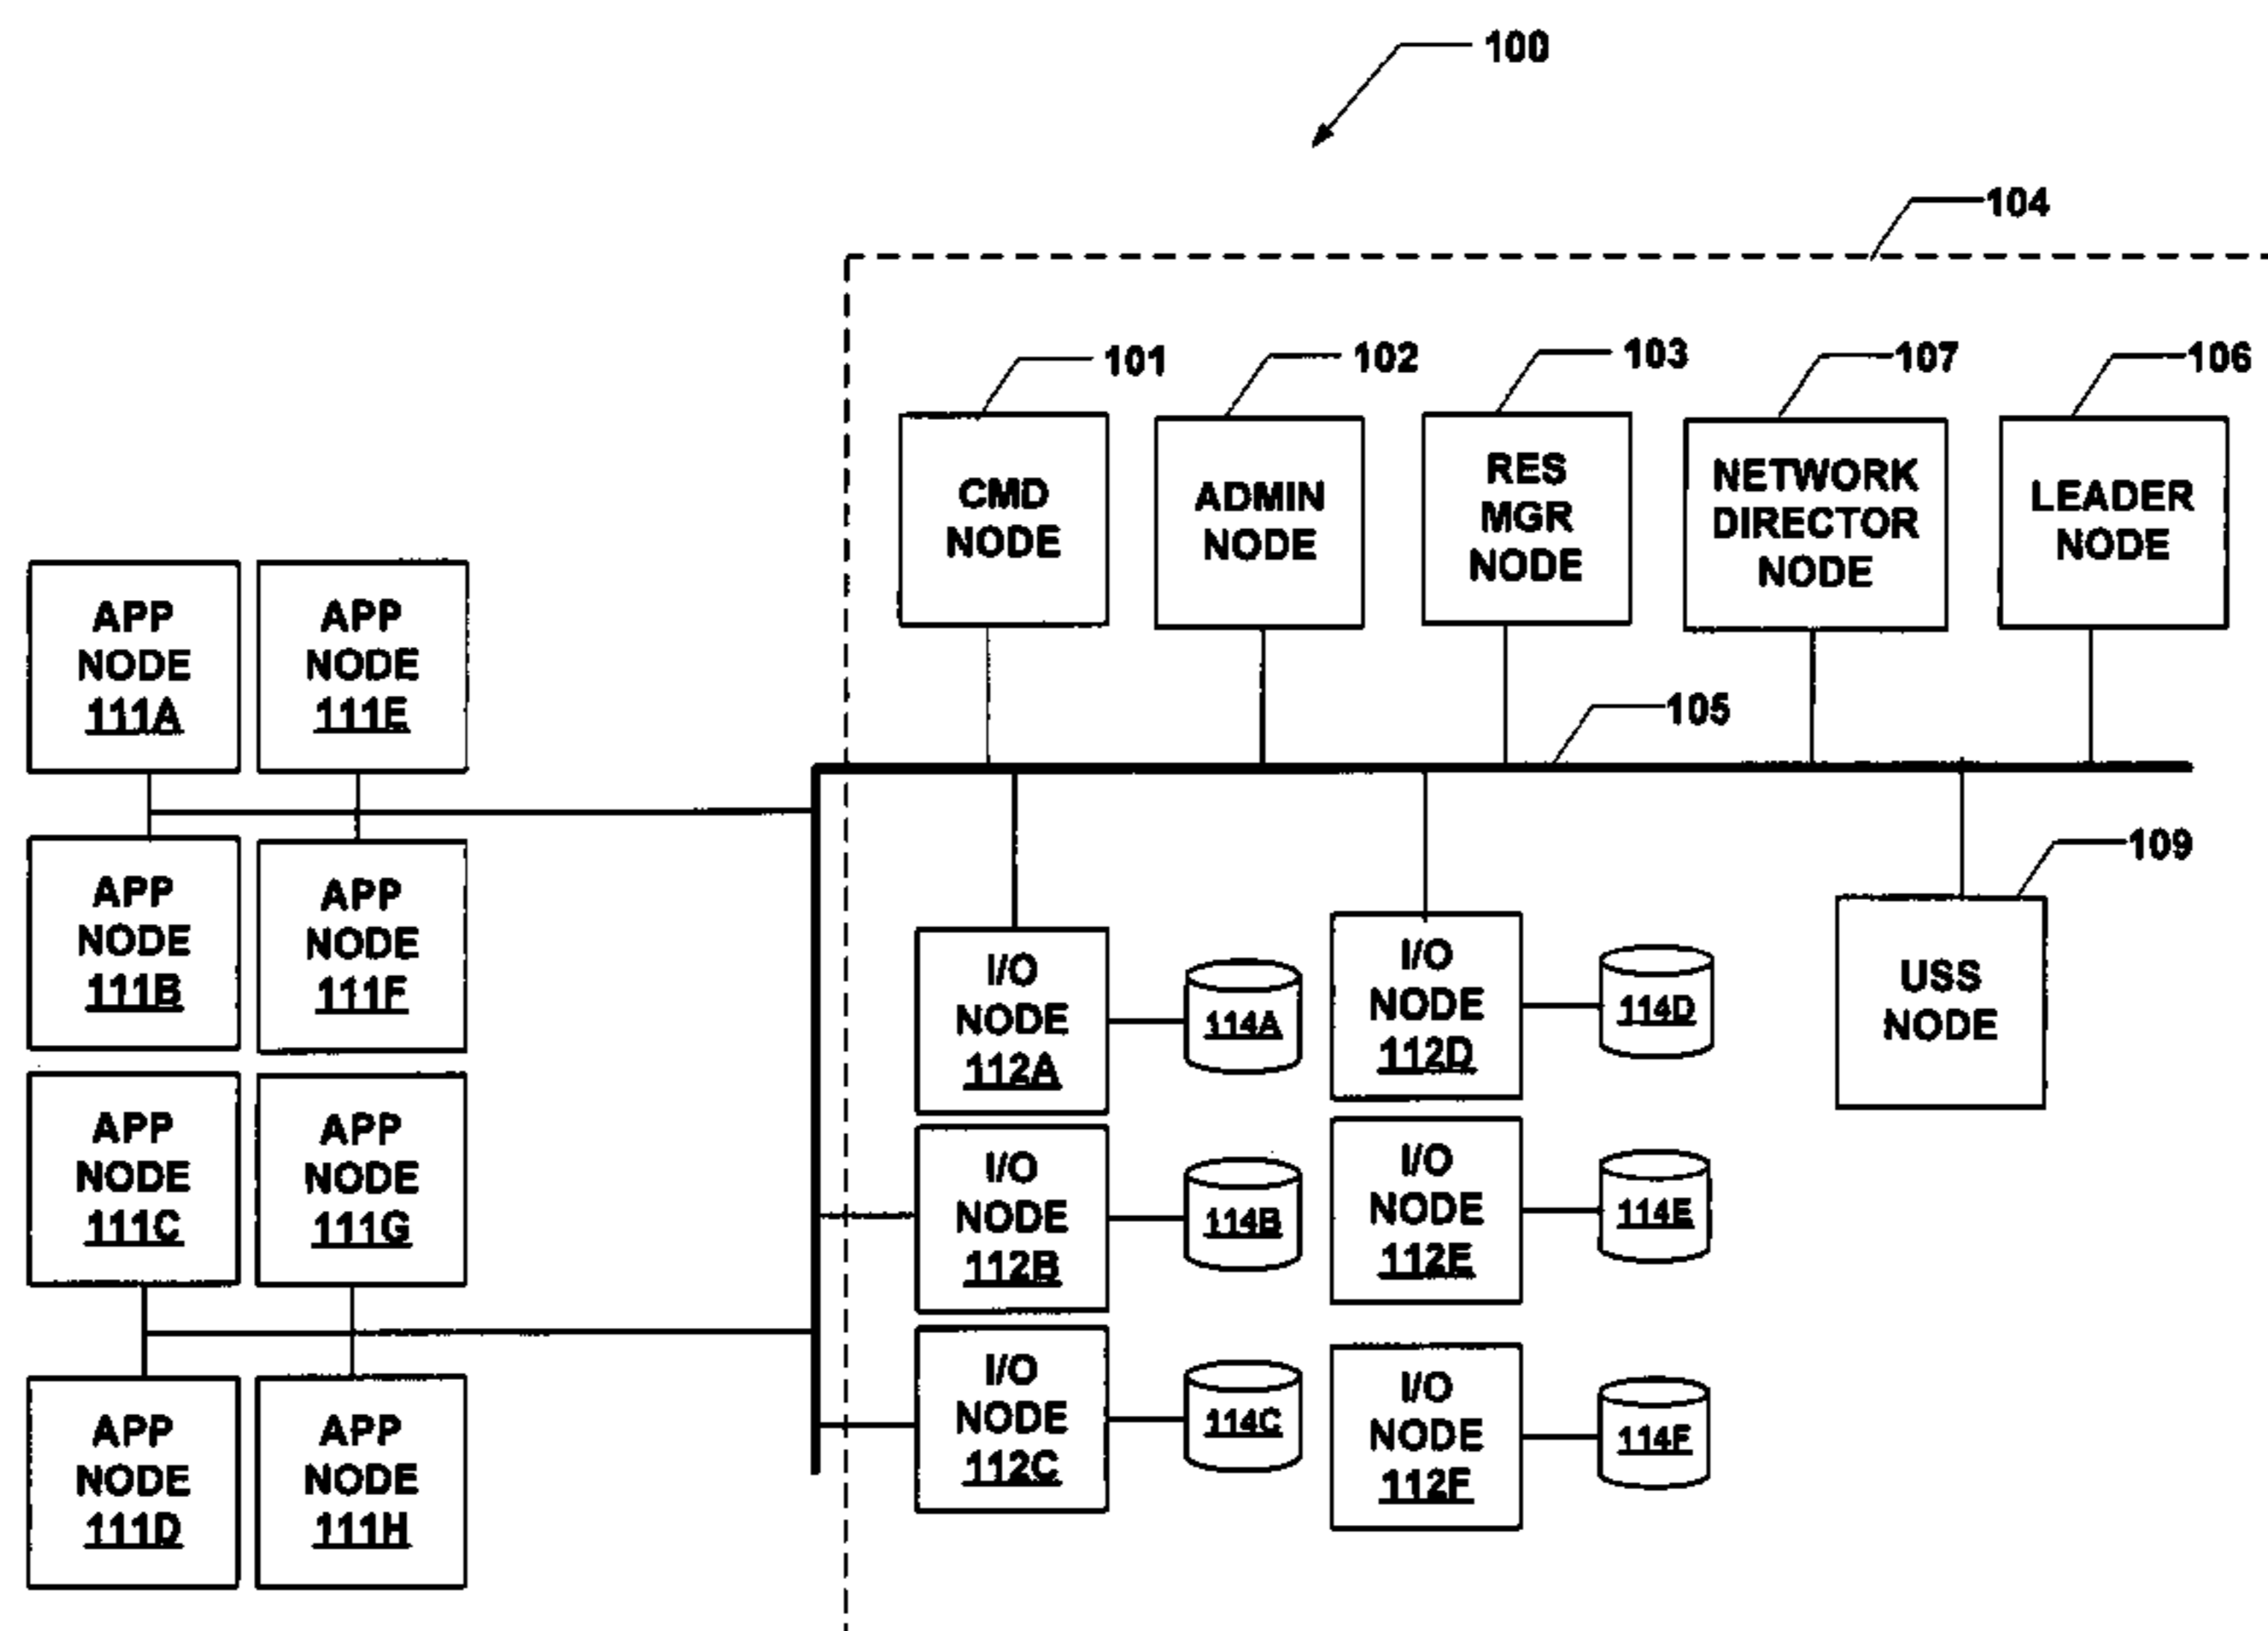 100
104
101
102
103
107
106
CMD
NODE
ADMIN
NODE
RES
MGR
NODE
NETWORK
DIRECTOR
NODE
LEADER
NODE
105
109
APP
NODE
111A
APP
NODE
111E
APP
NODE
111B
APP
NODE
111F
APP
NODE
111C
APP
NODE
111G
APP
NODE
111D
APP
NODE
111H
I/O
NODE
112A
114A
I/O
NODE
112D
114D
USS
NODE
I/O
NODE
112B
114B
I/O
NODE
112E
114E
I/O
NODE
112C
114C
I/O
NODE
112F
114F